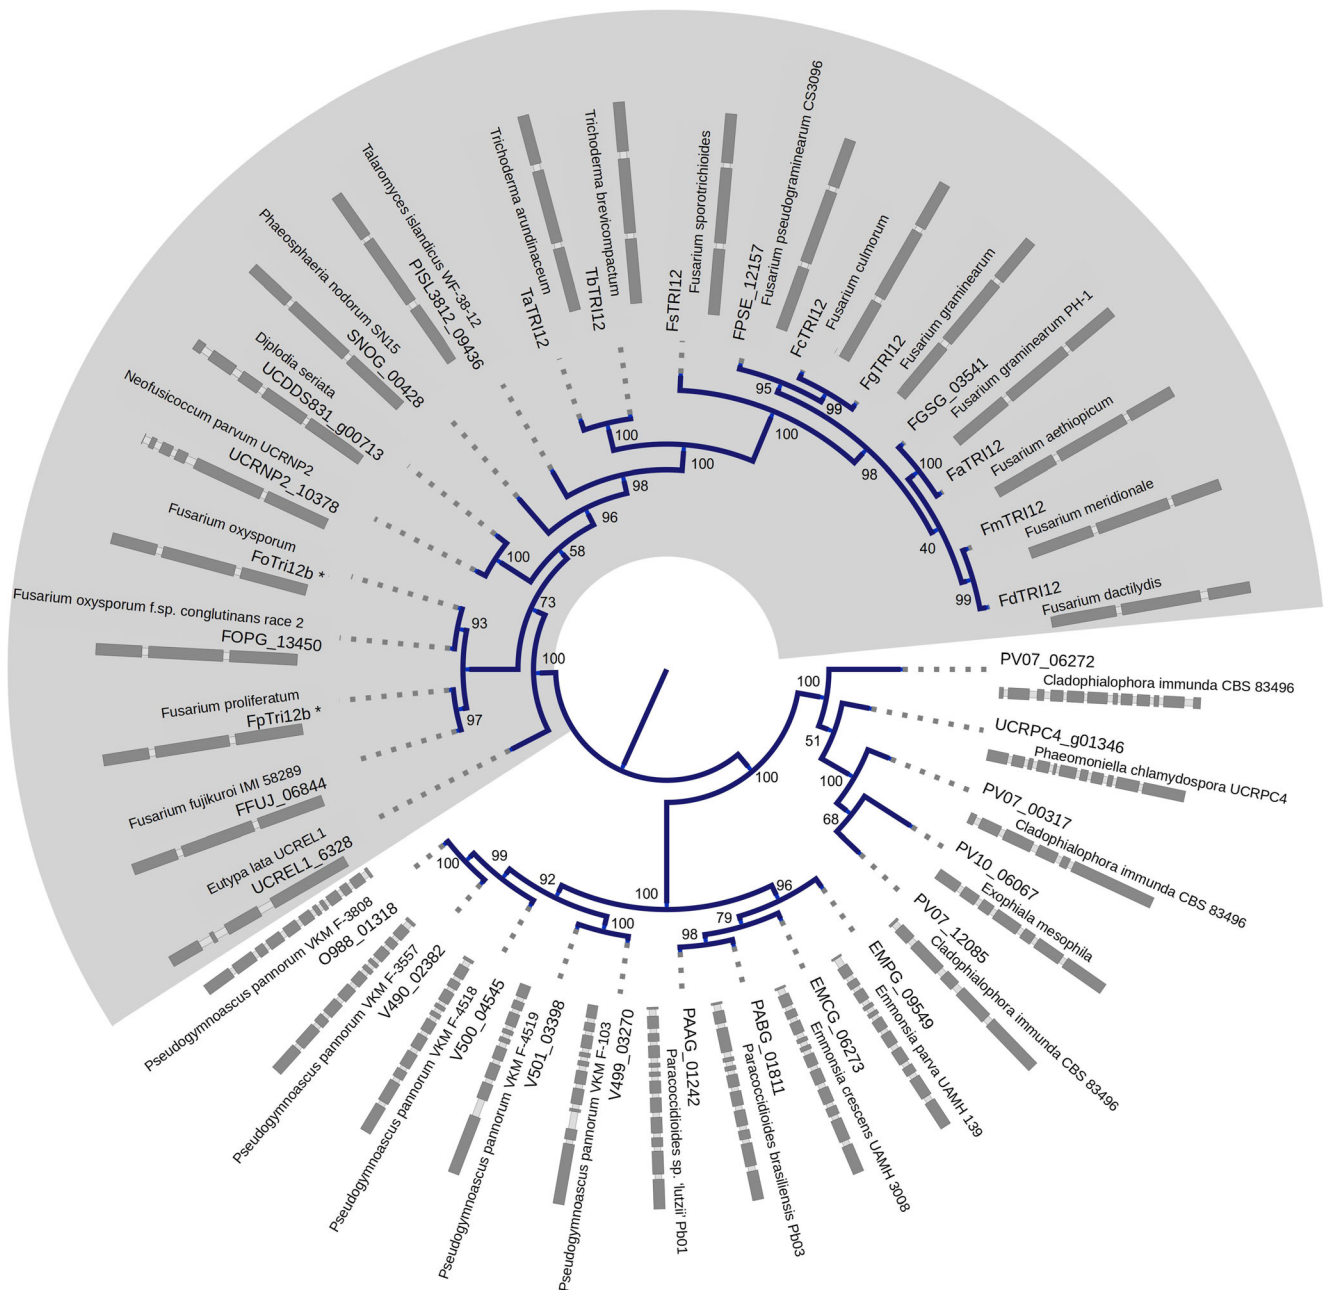 Fusarium pseudograminearum CS3096
FPSE_12157
Fusarium sporotrichioides
FsTRI12
Trichoderma brevicompactum
TbTRI12
Trichoderma arundinaceum
TaTRI12
Talaromyces islandicus WF-38-12
PISL3812_09436
Phaeosphaeria nodorum SN15
SNOG_00428
Diplodia seriata
UCDDS831_g00713
Neofusicoccum parvum UCRNP2
UCRNP2_10378
Fusarium oxysporum
FoTri12b *
Fusarium oxysporum f.sp. conglutinans race 2
FOPG_13450
Fusarium proliferatum
FpTri12b *
Fusarium fujikuroi IMI 58289
FFUJ_06844
Eutypa lata UCREL1
UCREL1_6328
Fusarium culmorum
FcTRI12
Fusarium graminearum
FgTRI12
Fusarium graminearum PH-1
FGSG_03541
Fusarium aethiopicum
FaTRI12
Fusarium meridionale
FmTRI12
Fusarium dactilydis
FdTRI12
PV07_06272
Cladophialophora immunda CBS 83496
UCRPC4_g01346
Phaeomoniella chlamydospora UCRPC4
PV07_00317
Cladophialophora immunda CBS 83496
PV10_06067
Exophiala mesophila
PV07_12085
Cladophialophora immunda CBS 83496
EMPG_09549
Emmonsia parva UAMH 139
EMCG_06273
Emmonsia crescens UAMH 3008
PABG_01811
Paracoccidioides brasiliensis Pb03
PAAG_01242
Paracoccidioides sp. 'lutzii' Pb01
V499_03270
Pseudogymnoascus pannorum VKM F-103
V501_03398
Pseudogymnoascus pannorum VKM F-4519
V500_04545
Pseudogymnoascus pannorum VKM F-4518
V490_02382
Pseudogymnoascus pannorum VKM F-3557
O988_01318
Pseudogymnoascus pannorum VKM F-3808
95
99
100
100
100
98
100
98
96
58
100
40
99
73
93
100
97
100
51
100
100
68
100
99
92
100
100
96
79
98